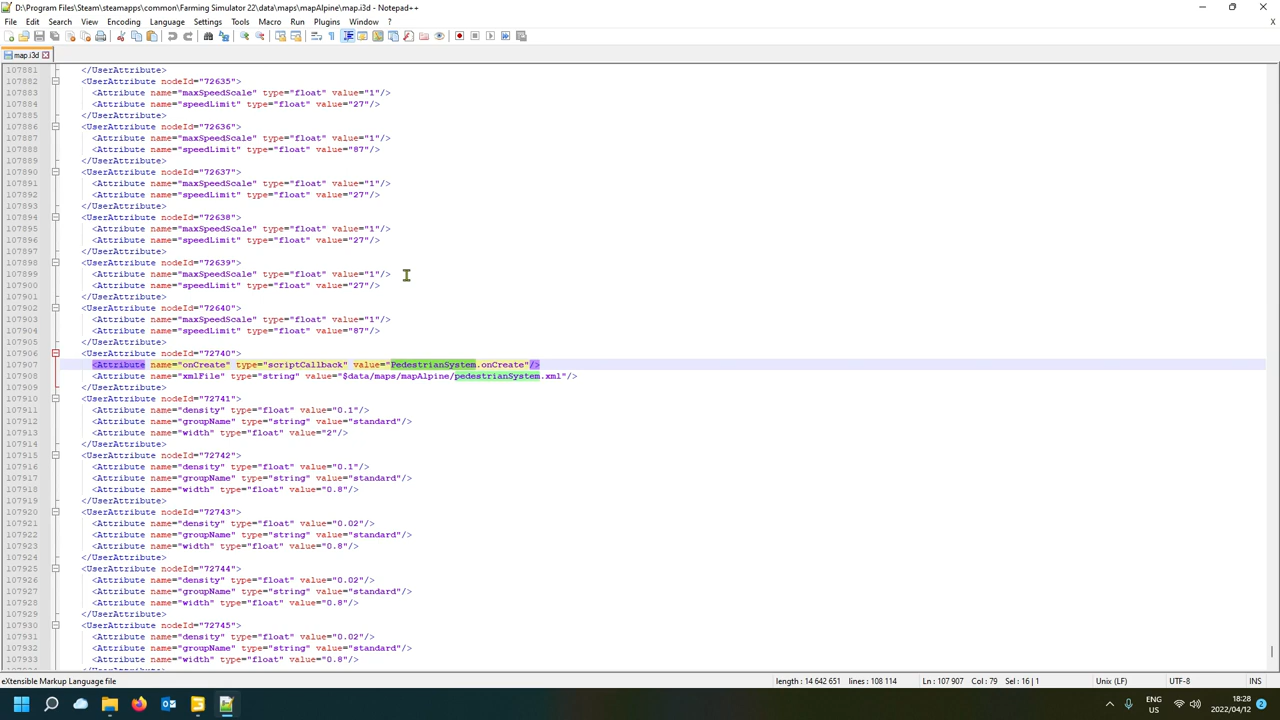 D:\Program Files\Steam\steamapps\common\Farming Simulator 22\data\maps\mapAlpine\map.i3d - Notepad++
File Edit Search View Encoding Language Settings Tools Macro Run Plugins Window ?
X
map.i3d
107881 </UserAttribute>
107882 <UserAttribute nodeId="72635">
107883 <Attribute name="maxSpeedScale" type="float" value="1"/>
107884 <Attribute name="speedLimit" type="float" value="27"/>
107885 </UserAttribute>
107886 <UserAttribute nodeId="72636">
107887 <Attribute name="maxSpeedScale" type="float" value="1"/>
107888 <Attribute name="speedLimit" type="float" value="87"/>
107889 </UserAttribute>
107890 <UserAttribute nodeId="72637">
107891 <Attribute name="maxSpeedScale" type="float" value="1"/>
107892 <Attribute name="speedLimit" type="float" value="27"/>
107893 </UserAttribute>
107894 <UserAttribute nodeId="72638">
107895 <Attribute name="maxSpeedScale" type="float" value="1"/>
107896 <Attribute name="speedLimit" type="float" value="27"/>
107897 </UserAttribute>
107898 <UserAttribute nodeId="72639">
107899 <Attribute name="maxSpeedScale" type="float" value="1"/>
107900 <Attribute name="speedLimit" type="float" value="27"/>
107901 </UserAttribute>
107902 <UserAttribute nodeId="72640">
107903 <Attribute name="maxSpeedScale" type="float" value="1"/>
107904 <Attribute name="speedLimit" type="float" value="87"/>
107905 </UserAttribute>
107906 <UserAttribute nodeId="72740">
107907 <Attribute name="onCreate" type="scriptCallback" value="PedestrianSystem.onCreate"/>
107908 <Attribute name="xmlFile" type="string" value="$data/maps/mapAlpine/pedestrianSystem.xml"/>
107909 </UserAttribute>
107910 <UserAttribute nodeId="72741">
107911 <Attribute name="density" type="float" value="0.1"/>
107912 <Attribute name="groupName" type="string" value="standard"/>
107913 <Attribute name="width" type="float" value="2"/>
107914 </UserAttribute>
107915 <UserAttribute nodeId="72742">
107916 <Attribute name="density" type="float" value="0.1"/>
107917 <Attribute name="groupName" type="string" value="standard"/>
107918 <Attribute name="width" type="float" value="0.8"/>
107919 </UserAttribute>
107920 <UserAttribute nodeId="72743">
107921 <Attribute name="density" type="float" value="0.02"/>
107922 <Attribute name="groupName" type="string" value="standard"/>
107923 <Attribute name="width" type="float" value="0.8"/>
107924 </UserAttribute>
107925 <UserAttribute nodeId="72744">
107926 <Attribute name="density" type="float" value="0.02"/>
107927 <Attribute name="groupName" type="string" value="standard"/>
107928 <Attribute name="width" type="float" value="0.8"/>
107929 </UserAttribute>
107930 <UserAttribute nodeId="72745">
107931 <Attribute name="density" type="float" value="0.02"/>
107932 <Attribute name="groupName" type="string" value="standard"/>
107933 <Attribute name="width" type="float" value="0.8"/>
eXtensible Markup Language file length : 14 642 651 lines : 108 114 Ln : 107 907 Col : 79 Sel : 16 | 1 Unix (LF) UTF-8 INS
ENG
US
18:28
2022/04/12
2